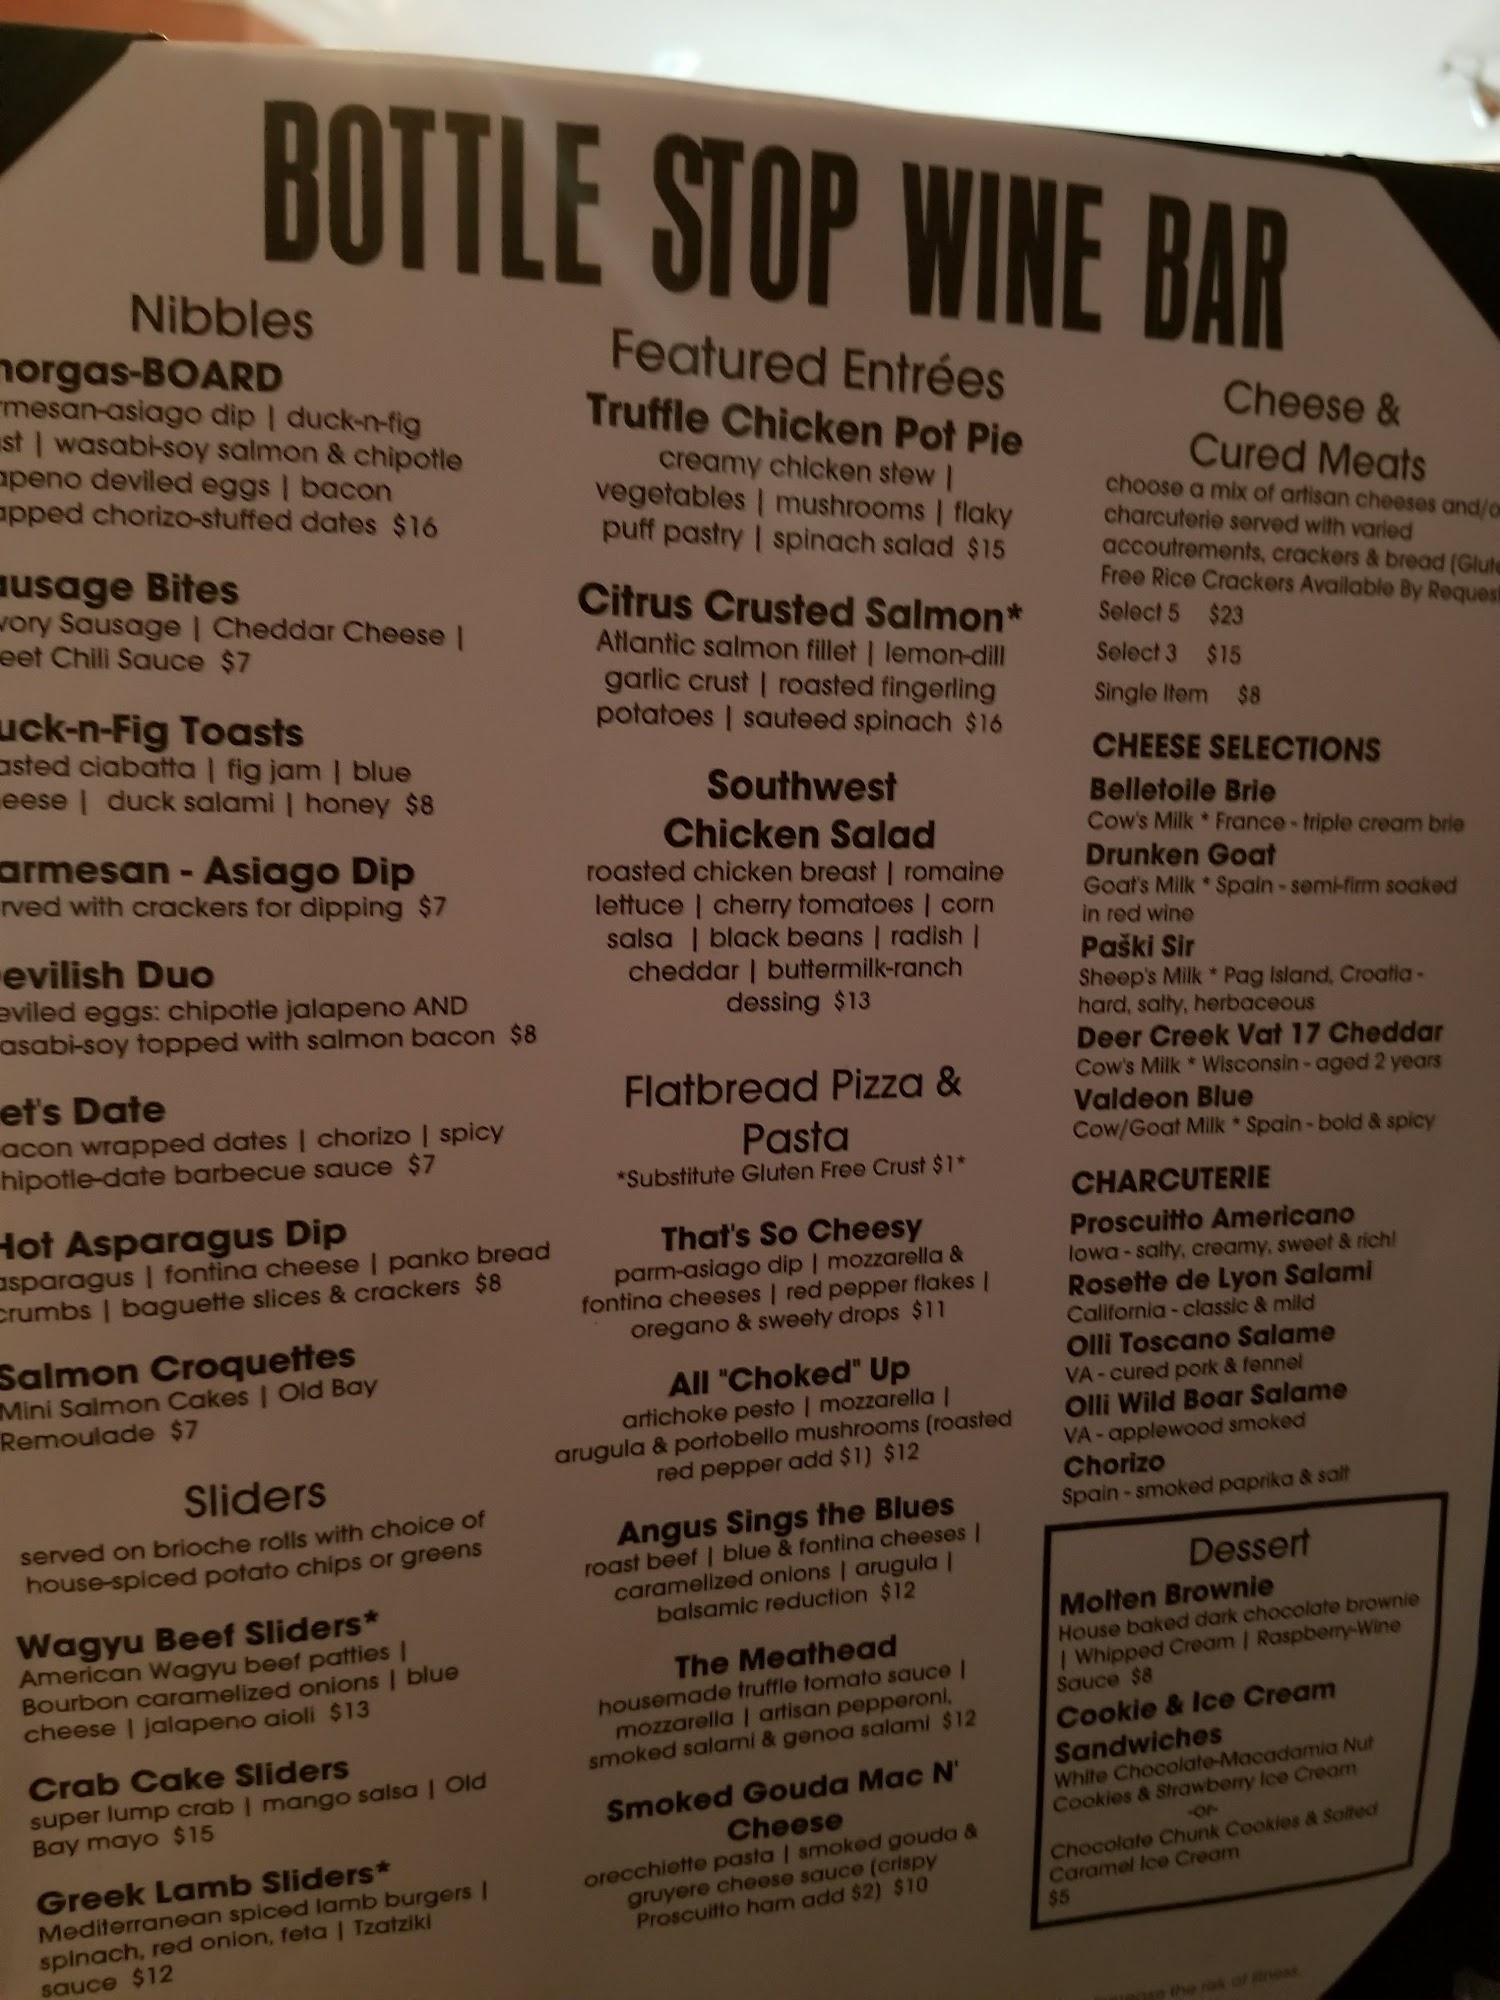 BOTTLE STOP WINE BAR
Nibbles
horgas-BOARD
rmesan-asiago dip | duck-n-fig
st | wasabi-soy salmon & chipotle
apeno deviled eggs | bacon
apped chorizo-stuffed dates $16
ausage Bites
vory Sausage | Cheddar Cheese |
eet Chili Sauce $7
uck-n-Fig Toasts
asted ciabatta | fig jam | blue
eese | duck salami | honey $8
armesan - Asiago Dip
rved with crackers for dipping $7
evilish Duo
eviled eggs: chipotle jalapeno AND
asabi-soy topped with salmon bacon $8
et's Date
acon wrapped dates | chorizo | spicy
hipotle-date barbecue sauce $7
Hot Asparagus Dip
asparagus | fontina cheese | panko bread
crumbs | baguette slices & crackers $8
Salmon Croquettes
Mini Salmon Cakes | Old Bay
Remoulade $7
Sliders
served on brioche rolls with choice of
house-spiced potato chips or greens
Wagyu Beef Sliders*
American Wagyu beef patties |
Bourbon caramelized onions | blue
cheese | jalapeno aioli $13
Crab Cake Sliders
super lump crab | mango salsa | Old
Bay mayo $15
Greek Lamb Sliders*
Mediterranean spiced lamb burgers |
spinach, red onion, feta | Tzatziki
sauce $12
Featured Entrées
Truffle Chicken Pot Pie
creamy chicken stew |
vegetables | mushrooms | flaky
puff pastry | spinach salad $15
Citrus Crusted Salmon*
Atlantic salmon fillet | lemon-dill
garlic crust | roasted fingerling
potatoes | sauteed spinach $16
Southwest
Chicken Salad
roasted chicken breast | romaine
lettuce | cherry tomatoes | corn
salsa | black beans | radish |
cheddar | buttermilk-ranch
dessing $13
Flatbread Pizza &
Pasta
*Substitute Gluten Free Crust $1*
That's So Cheesy
parm-asiago dip | mozzarella &
fontina cheeses | red pepper flakes |
oregano & sweety drops $11
All "Choked" Up
artichoke pesto | mozzarella |
arugula & portobello mushrooms (roasted
red pepper add $1) $12
Angus Sings the Blues
roast beef | blue & fontina cheeses |
caramelized onions | arugula |
balsamic reduction $12
The Meathead
housemade truffle tomato sauce |
mozzarella | artisan pepperoni,
smoked salami & genoa salami $12
Smoked Gouda Mac N'
Cheese
orecchiette pasta | smoked gouda &
gruyere cheese sauce (crispy
Proscuitto ham add $2) $10
Cheese &
Cured Meats
choose a mix of artisan cheeses and/o
charcuterie served with varied
accoutrements, crackers & bread (Glute
Free Rice Crackers Available By Request
Select 5 $23
Select 3 $15
Single Item $8
CHEESE SELECTIONS
Belletoile Brie
Cow's Milk * France - triple cream brie
Drunken Goat
Goat's Milk * Spain - semi-firm soaked
in red wine
Paški Sir
Sheep's Milk * Pag Island, Croatia -
hard, salty, herbaceous
Deer Creek Vat 17 Cheddar
Cow's Milk * Wisconsin - aged 2 years
Valdeon Blue
Cow/Goat Milk * Spain - bold & spicy
CHARCUTERIE
Proscuitto Americano
Iowa - salty, creamy, sweet & rich!
Rosette de Lyon Salami
California - classic & mild
Olli Toscano Salame
VA - cured pork & fennel
Olli Wild Boar Salame
VA - applewood smoked
Chorizo
Spain - smoked paprika & salt
Dessert
Molten Brownie
House baked dark chocolate brownie
| Whipped Cream | Raspberry-Wine
Sauce $8
Cookie & Ice Cream
Sandwiches
White Chocolate-Macadamia Nut
Cookies & Strawberry Ice Cream
-or-
Chocolate Chunk Cookies & Salted
Caramel Ice Cream
$5
the risk of illness.